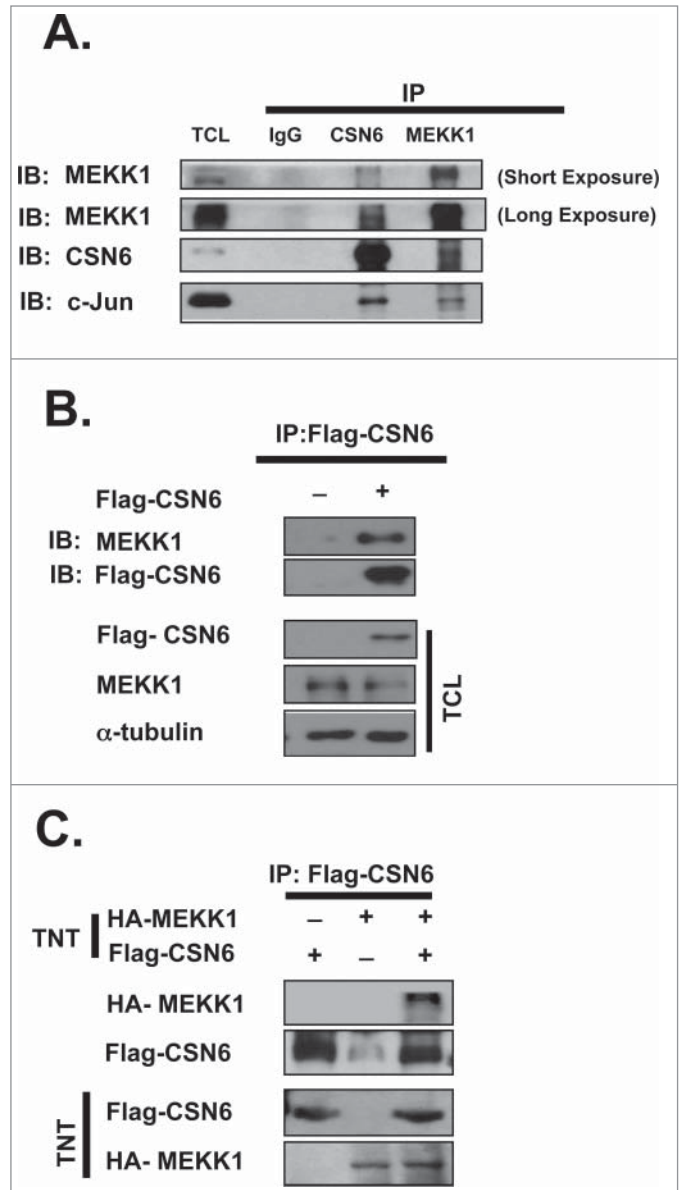 A.
IP
TCL IgG CSN6 MEKK1
IB: MEKK1 (Short Exposure)
IB: MEKK1 (Long Exposure)
IB: CSN6
IB: c-Jun
B.
IP:Flag-CSN6
Flag-CSN6 – +
IB: MEKK1
IB: Flag-CSN6
Flag- CSN6
MEKK1
α-tubulin
TCL
C.
IP: Flag-CSN6
TNT
HA-MEKK1 – + +
Flag-CSN6 + – +
HA- MEKK1
Flag-CSN6
TNT
Flag-CSN6
HA- MEKK1